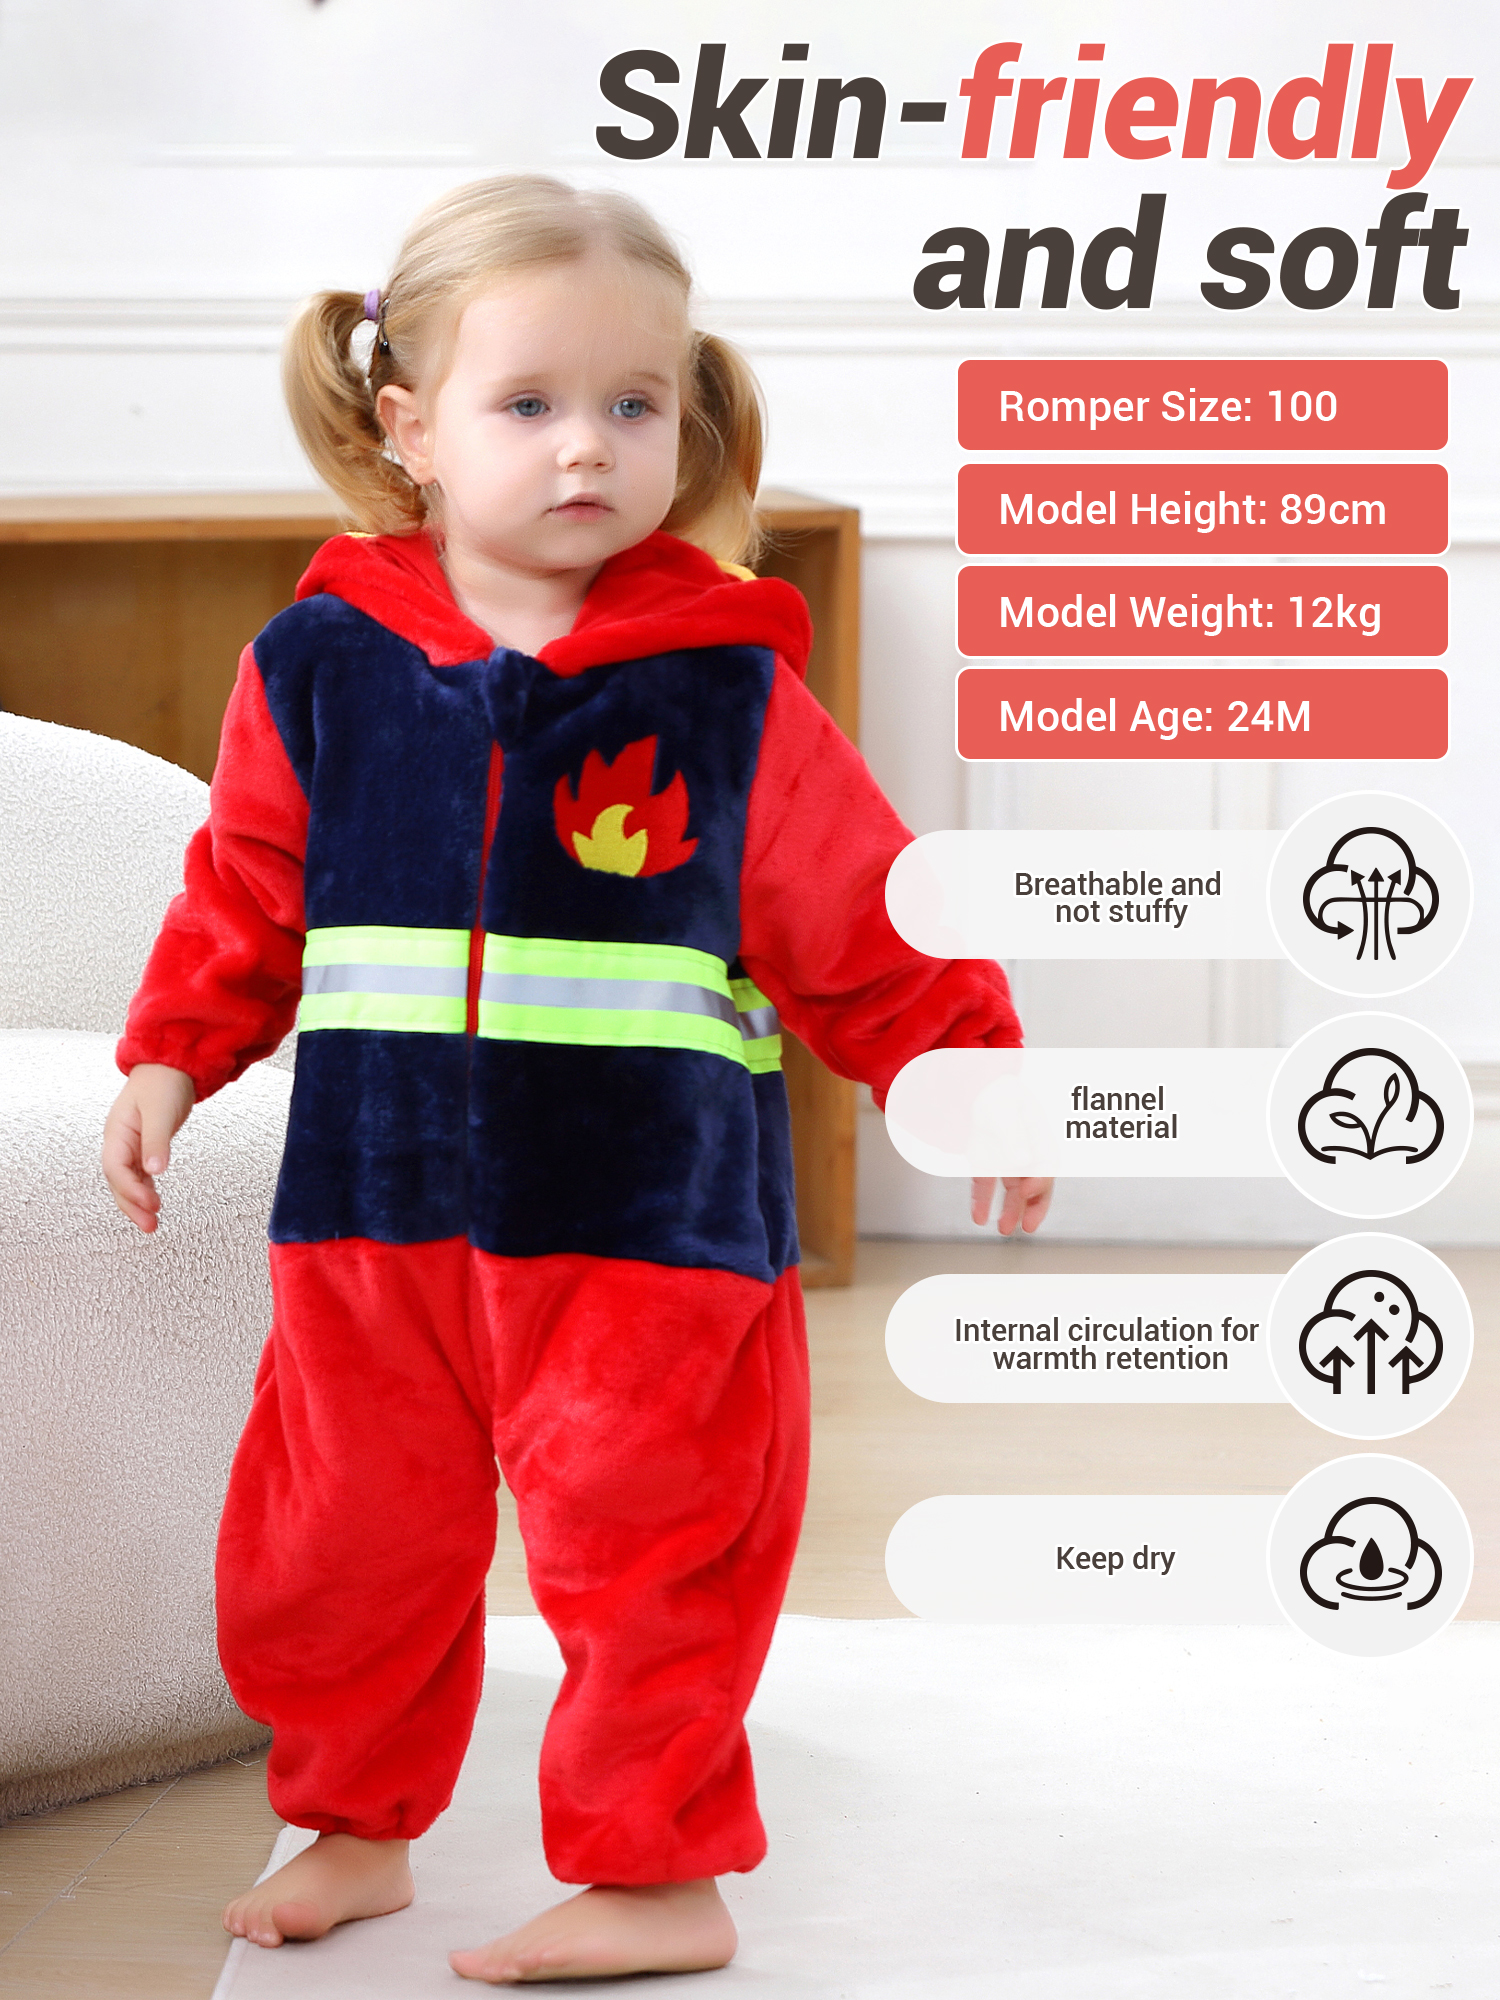 Skin-friendly
and soft
Romper Size: 100
Model Height: 89cm
Model Weight: 12kg
Model Age: 24M
Breathable and
not stuffy
flannel
material
Internal circulation for
warmth retention
Keep dry